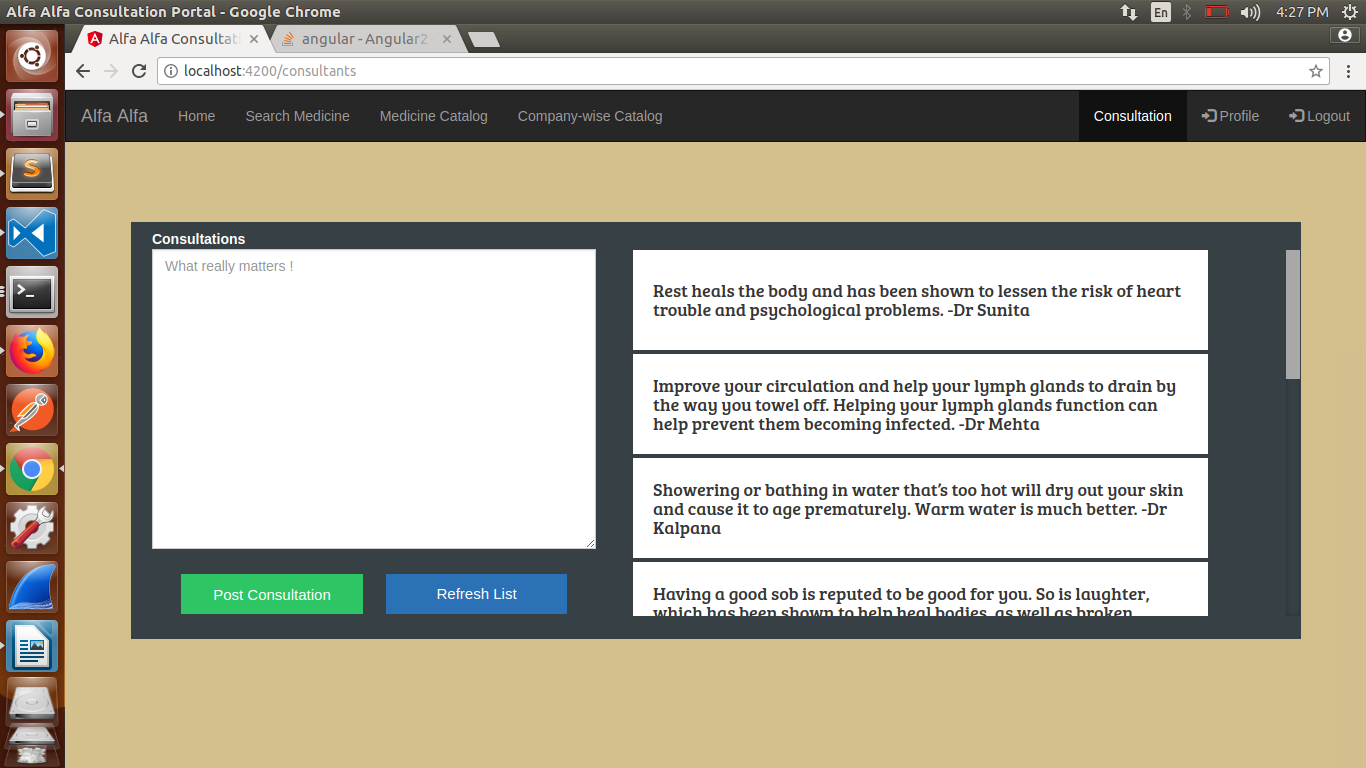 Alfa Alfa Consultation Portal - Google Chrome
En
4:27 PM
Alfa Alfa Consultat
angular - Angular2
localhost:4200/consultants
Alfa Alfa
Home
Search Medicine
Medicine Catalog
Company-wise Catalog
Consultation
Profile
Logout
Consultations
What really matters !
Post Consultation
Refresh List
Rest heals the body and has been shown to lessen the risk of heart
trouble and psychological problems. -Dr Sunita
Improve your circulation and help your lymph glands to drain by
the way you towel off. Helping your lymph glands function can
help prevent them becoming infected. -Dr Mehta
Showering or bathing in water that’s too hot will dry out your skin
and cause it to age prematurely. Warm water is much better. -Dr
Kalpana
Having a good sob is reputed to be good for you. So is laughter,
which has been shown to help heal bodies, as well as broken